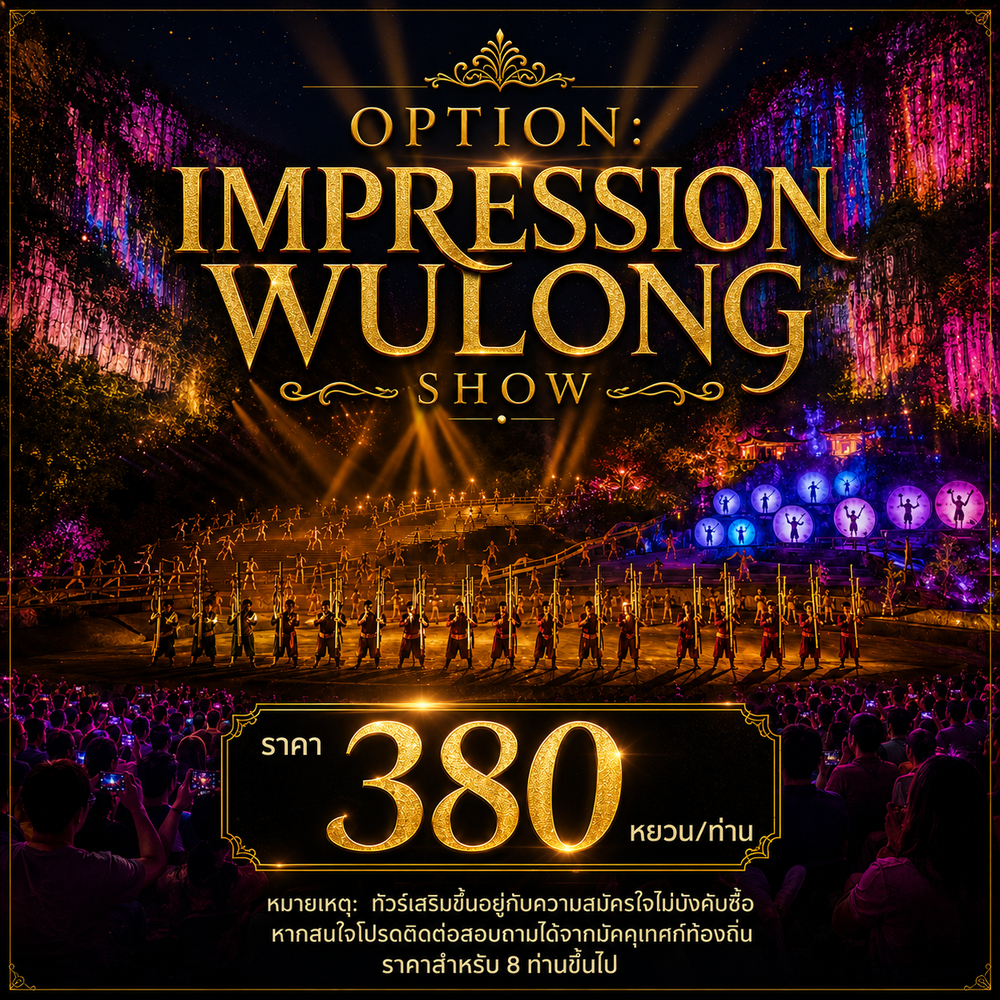 OPTION:
IMPRESSION
WULONG
SHOW
ราคา 380 หยวน/ท่าน
หมายเหตุ: ทัวร์เสริมขึ้นอยู่กับความสมัครใจไม่บังคับซื้อ
หากสนใจโปรดติดต่อสอบถามได้จากมัคคุเทศก์ท้องถิ่น
ราคาสำหรับ 8 ท่านขึ้นไป